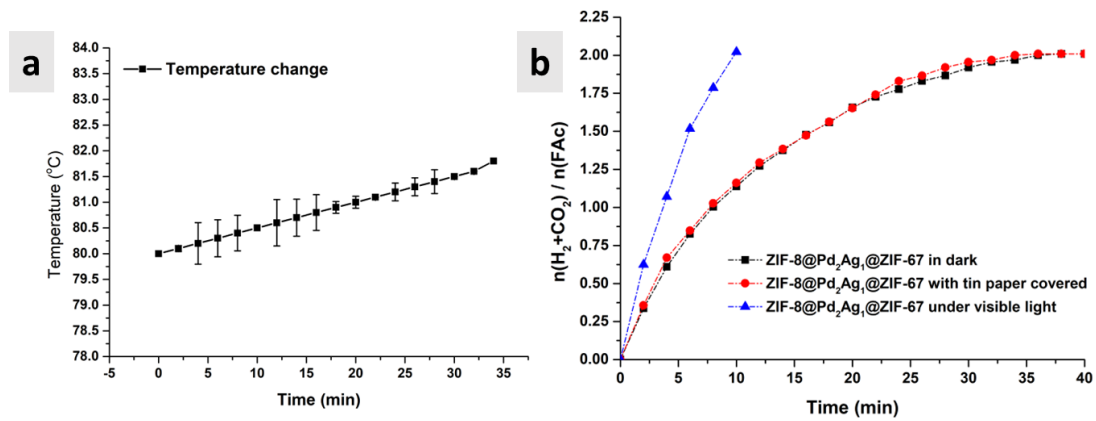 a
84.0
83.5
83.0
82.5
82.0
81.5
81.0
80.5
80.0
79.5
79.0
78.5
78.0
Temperature (°C)
Temperature change
-5 0 5 10 15 20 25 30 35
Time (min)
b
2.25
2.00
1.75
1.50
1.25
1.00
0.75
0.50
0.25
0.00
n(H₂+CO₂) / n(FAc)
ZIF-8@Pd₂Ag₁@ZIF-67 in dark
ZIF-8@Pd₂Ag₁@ZIF-67 with tin paper covered
ZIF-8@Pd₂Ag₁@ZIF-67 under visible light
0 5 10 15 20 25 30 35 40
Time (min)